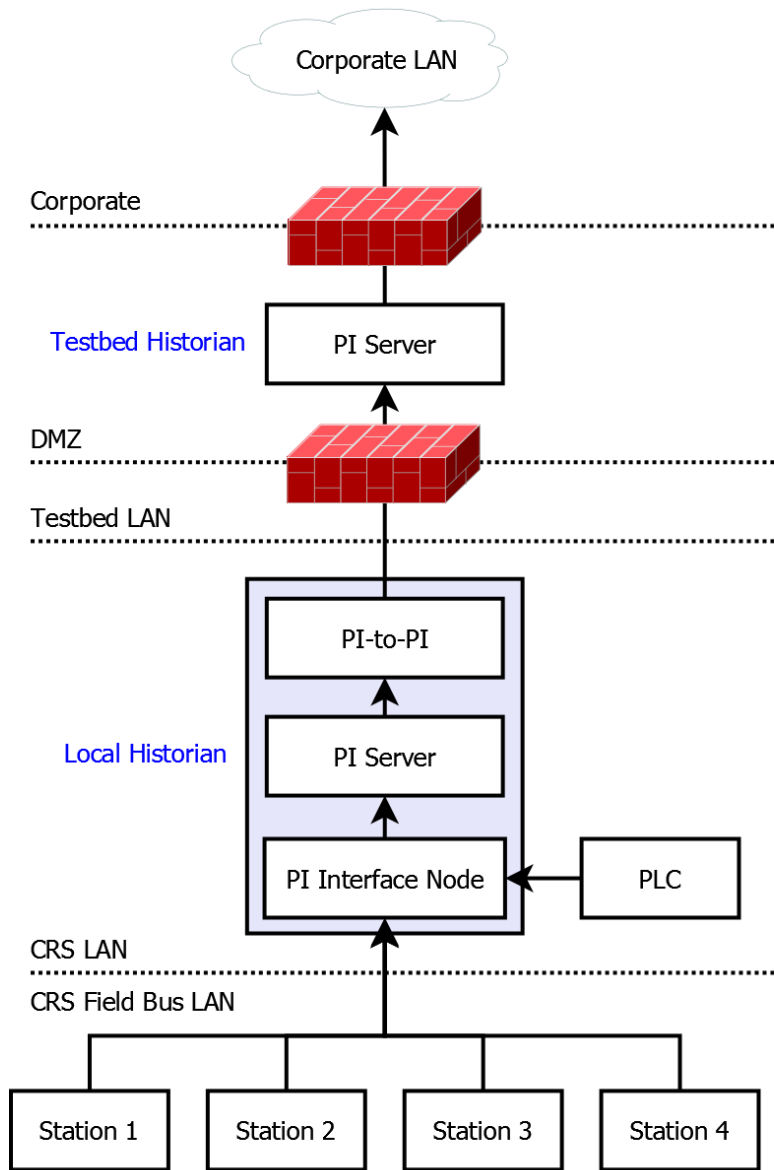 Corporate LAN
Corporate
Testbed Historian
PI Server
DMZ
Testbed LAN
PI-to-PI
Local Historian
PI Server
PI Interface Node
PLC
CRS LAN
CRS Field Bus LAN
Station 1
Station 2
Station 3
Station 4